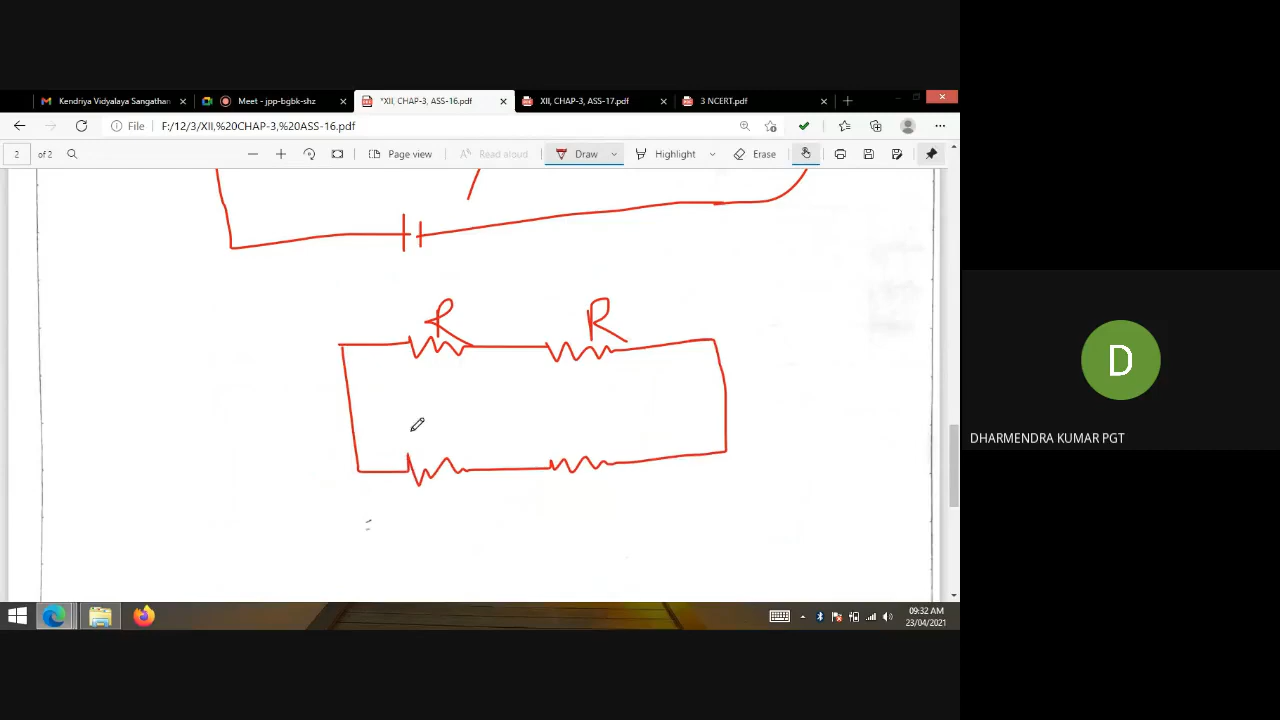 Kendriya Vidyalaya Sangathan
Meet - jpp-bgbk-shz
*XII, CHAP-3, ASS-16.pdf
XII, CHAP-3, ASS-17.pdf
3 NCERT.pdf
File
F:/12/3/XII,%20CHAP-3,%20ASS-16.pdf
2
of 2
Page view
Read aloud
Draw
Highlight
Erase
R
R
D
DHARMENDRA KUMAR PGT
09:32 AM
23/04/2021